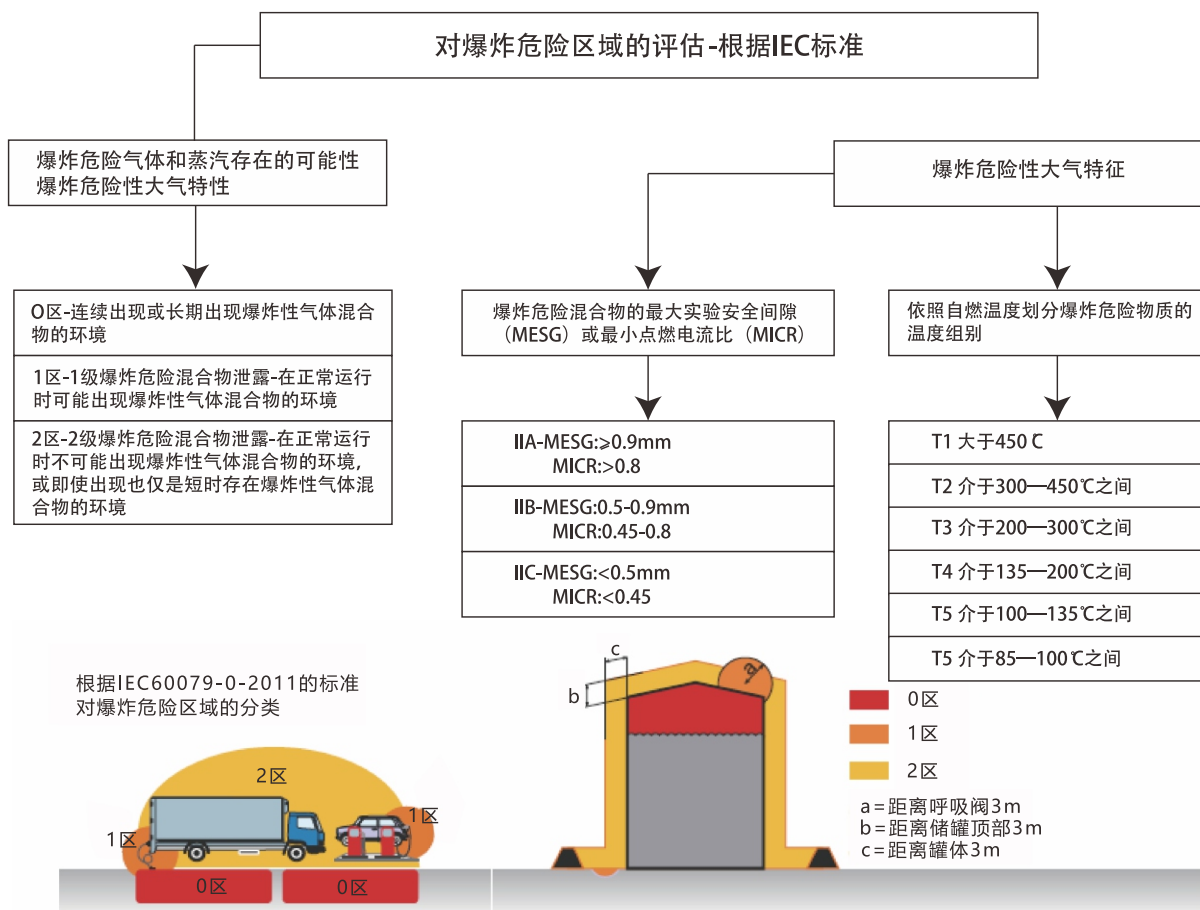 对爆炸危险区域的评估-根据IEC标准
爆炸危险气体和蒸汽存在的可能性
爆炸危险性大气特性
爆炸危险性大气特征
O区-连续出现或长期出现爆炸性气体混合
物的环境
1区-1级爆炸危险混合物泄露-在正常运行
时可能出现爆炸性气体混合物的环境
2区-2级爆炸危险混合物泄露-在正常运行
时不可能出现爆炸性气体混合物的环境,
或即使出现也仅是短时存在爆炸性气体混
合物的环境
爆炸危险混合物的最大实验安全间隙
（MESG）或最小点燃电流比（MICR）
IIA-MESG:≥0.9mm
MICR:>0.8
IIB-MESG:0.5-0.9mm
MICR:0.45-0.8
IIC-MESG:<0.5mm
MICR:<0.45
依照自燃温度划分爆炸危险物质的
温度组别
T1 大于450℃
T2 介于300—450℃之间
T3 介于200—300℃之间
T4 介于135—200℃之间
T5 介于100—135℃之间
T5 介于85—100℃之间
根据IEC60079-0-2011的标准
对爆炸危险区域的分类
2区
1区
1区
0区
0区
c
b
a
0区
1区
2区
a=距离呼吸阀3m
b=距离储罐顶部3m
c=距离罐体3m